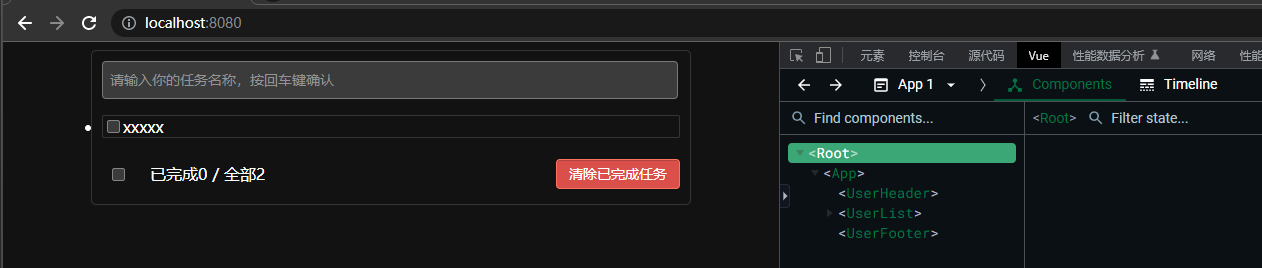 localhost:8080
请输入你的任务名称，按回车键确认
xxxxx
已完成0 / 全部2
清除已完成任务
元素 控制台 源代码 Vue 性能数据分析 网络
App 1 Components Timeline
Find components...
<Root> Filter state...
<Root>
<App>
<UserHeader>
<UserList>
<UserFooter>